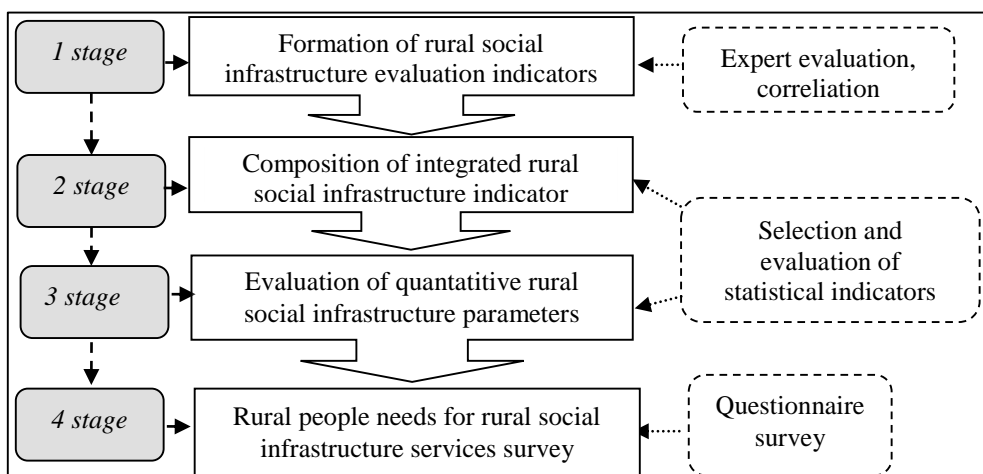 1 stage
Formation of rural social
infrastructure evaluation indicators
Expert evaluation,
correliation
2 stage
Composition of integrated rural
social infrastructure indicator
Selection and
evaluation of
statistical indicators
3 stage
Evaluation of quantatitive rural
social infrastructure parameters
4 stage
Rural people needs for rural social
infrastructure services survey
Questionnaire
survey